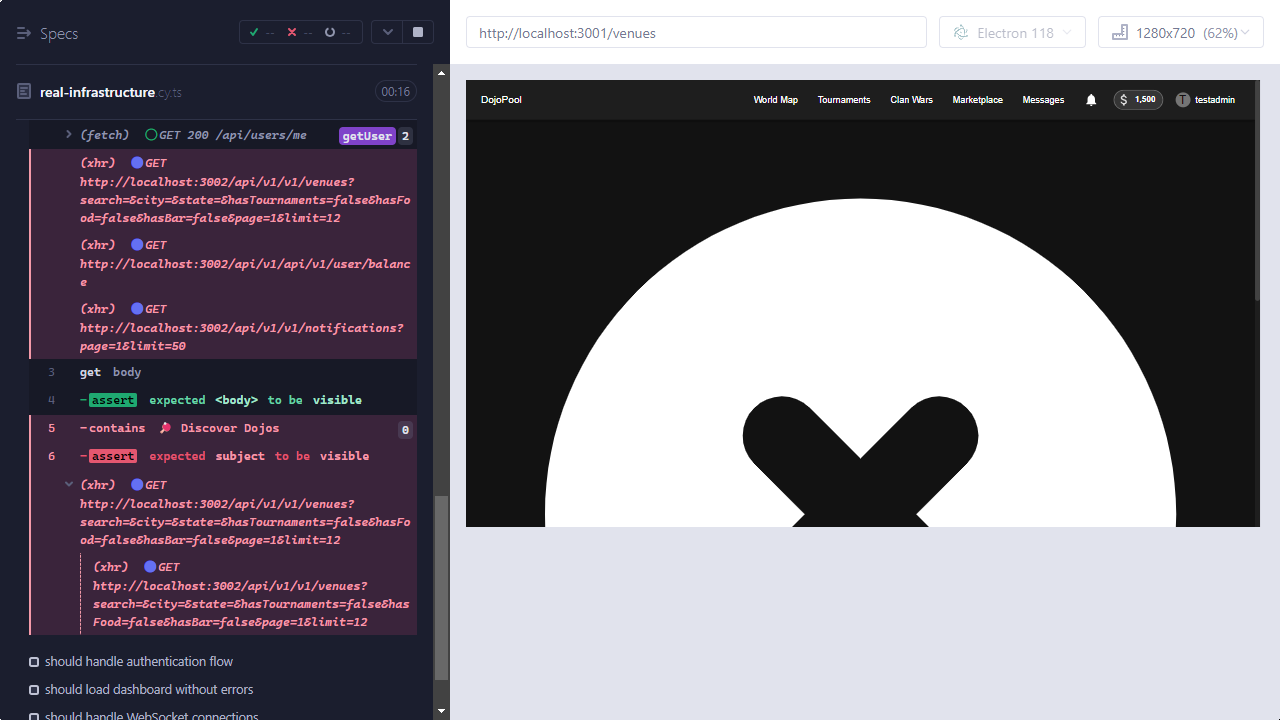 Specs
-- -- --
real-infrastructure.cy.ts 00:16
(fetch) GET 200 /api/users/me getUser 2
(xhr) GET
http://localhost:3002/api/v1/v1/venues?
search=&city=&state=&hasTournaments=false&hasFo
od=false&hasBar=false&page=1&limit=12
(xhr) GET
http://localhost:3002/api/v1/api/v1/user/balanc
e
(xhr) GET
http://localhost:3002/api/v1/v1/notifications?
page=1&limit=50
3 get body
4 -assert expected <body> to be visible
5 -contains Discover Dojos 0
6 -assert expected subject to be visible
(xhr) GET
http://localhost:3002/api/v1/v1/venues?
search=&city=&state=&hasTournaments=false&hasFo
od=false&hasBar=false&page=1&limit=12
(xhr) GET
http://localhost:3002/api/v1/v1/venues?
search=&city=&state=&hasTournaments=false&has
Food=false&hasBar=false&page=1&limit=12
should handle authentication flow
should load dashboard without errors
should handle WebSocket connections
http://localhost:3001/venues
Electron 118
1280x720 (62%)
DojoPool World Map Tournaments Clan Wars Marketplace Messages $ 1,500 T testadmin